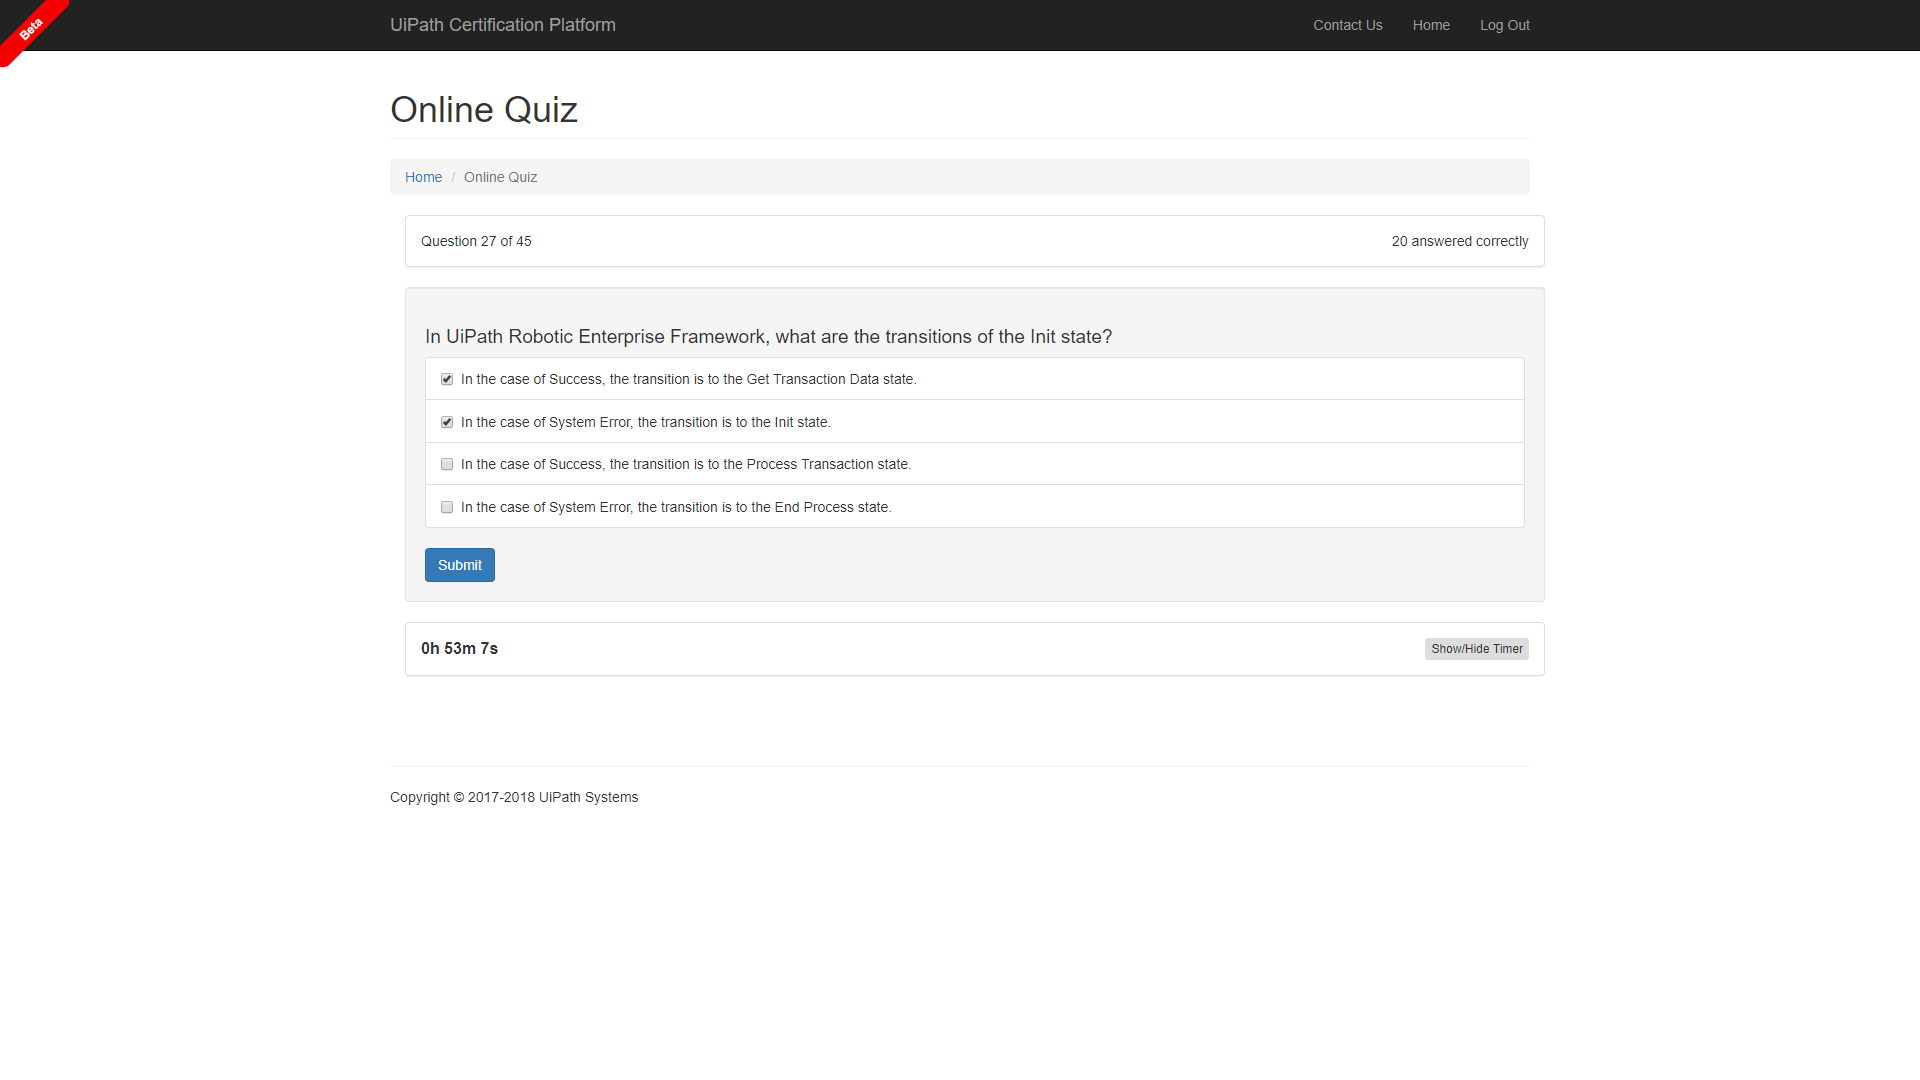 Beta
UiPath Certification Platform
Contact Us
Home
Log Out
Online Quiz
Home / Online Quiz
Question 27 of 45
20 answered correctly
In UiPath Robotic Enterprise Framework, what are the transitions of the Init state?
In the case of Success, the transition is to the Get Transaction Data state.
In the case of System Error, the transition is to the Init state.
In the case of Success, the transition is to the Process Transaction state.
In the case of System Error, the transition is to the End Process state.
Submit
0h 53m 7s
Show/Hide Timer
Copyright © 2017-2018 UiPath Systems